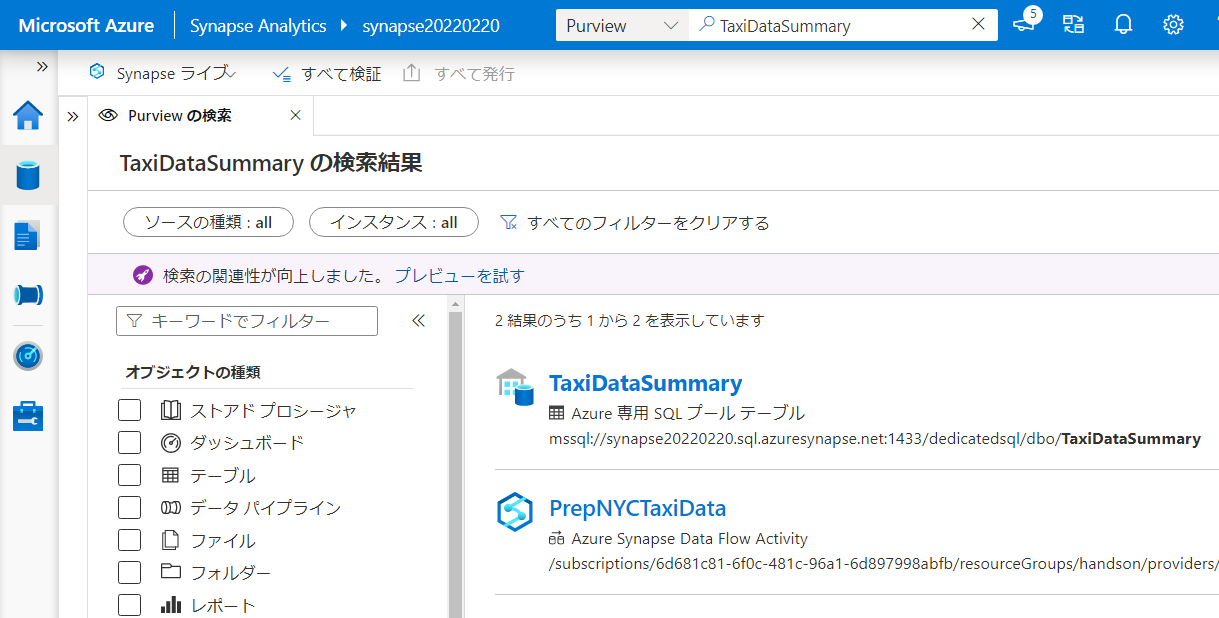 Microsoft Azure Synapse Analytics synapse20220220 Purview TaxiDataSummary 5
Synapse ライブ すべて検証 すべて発行
Purview の検索
TaxiDataSummary の検索結果
ソースの種類 : all インスタンス : all すべてのフィルターをクリアする
検索の関連性が向上しました。 プレビューを試す
キーワードでフィルター
オブジェクトの種類
ストアド プロシージャ
ダッシュボード
テーブル
データ パイプライン
ファイル
フォルダー
レポート
2 結果のうち 1 から 2 を表示しています
TaxiDataSummary
Azure 専用 SQL プール テーブル
mssql://synapse20220220.sql.azuresynapse.net:1433/dedicatedsql/dbo/TaxiDataSummary
PrepNYCTaxiData
Azure Synapse Data Flow Activity
/subscriptions/6d681c81-6f0c-481c-96a1-6d897998abfb/resourceGroups/handson/providers/